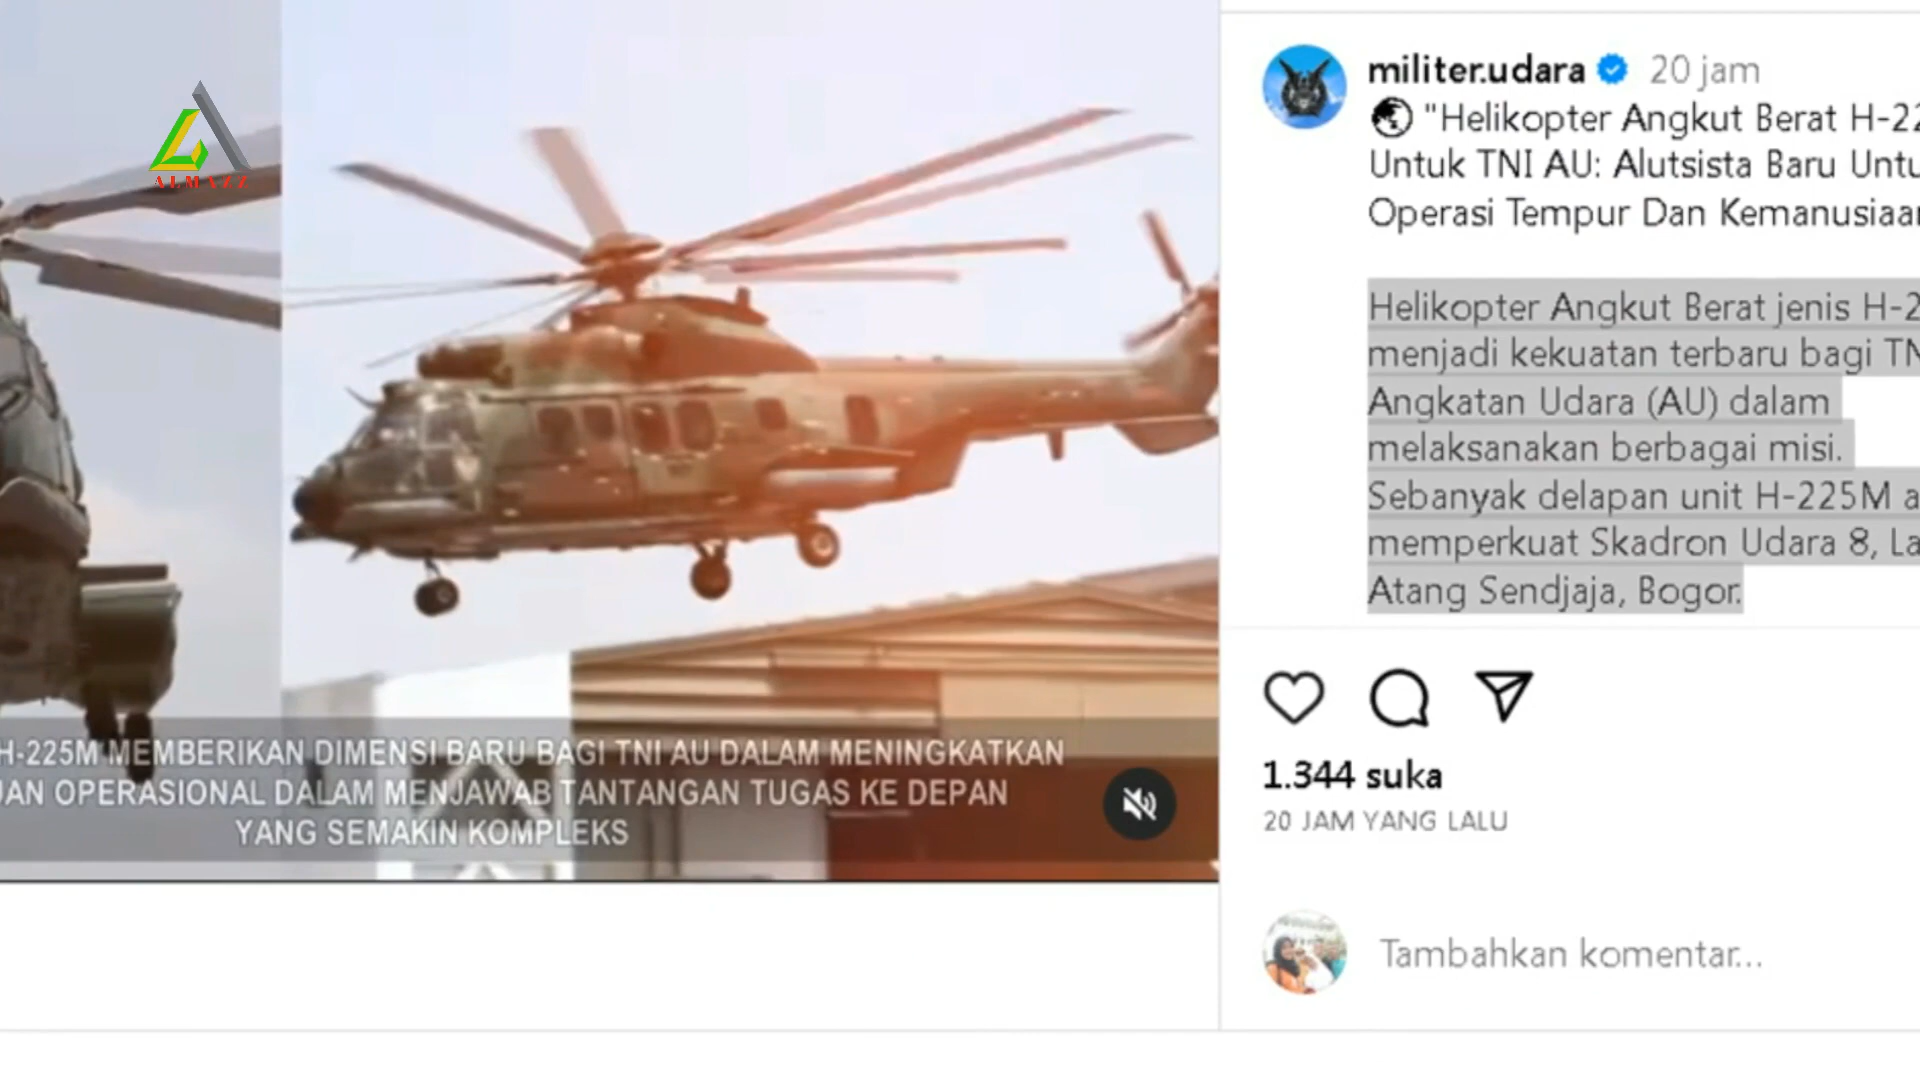 ALMAZZ
H-225M MEMBERIKAN DIMENSI BARU BAGI TNI AU DALAM MENINGKATKAN
OPERASIONAL DALAM MENJAWAB TANTANGAN TUGAS KE DEPAN
YANG SEMAKIN KOMPLEKS
militer.udara 20 jam
"Helikopter Angkut Berat H-22
Untuk TNI AU: Alutsista Baru Untu
Operasi Tempur Dan Kemanusiaan
Helikopter Angkut Berat jenis H-2
menjadi kekuatan terbaru bagi TN
Angkatan Udara (AU) dalam
melaksanakan berbagai misi.
Sebanyak delapan unit H-225M a
memperkuat Skadron Udara 8, La
Atang Sendjaja, Bogor.
1.344 suka
20 JAM YANG LALU
Tambahkan komentar...